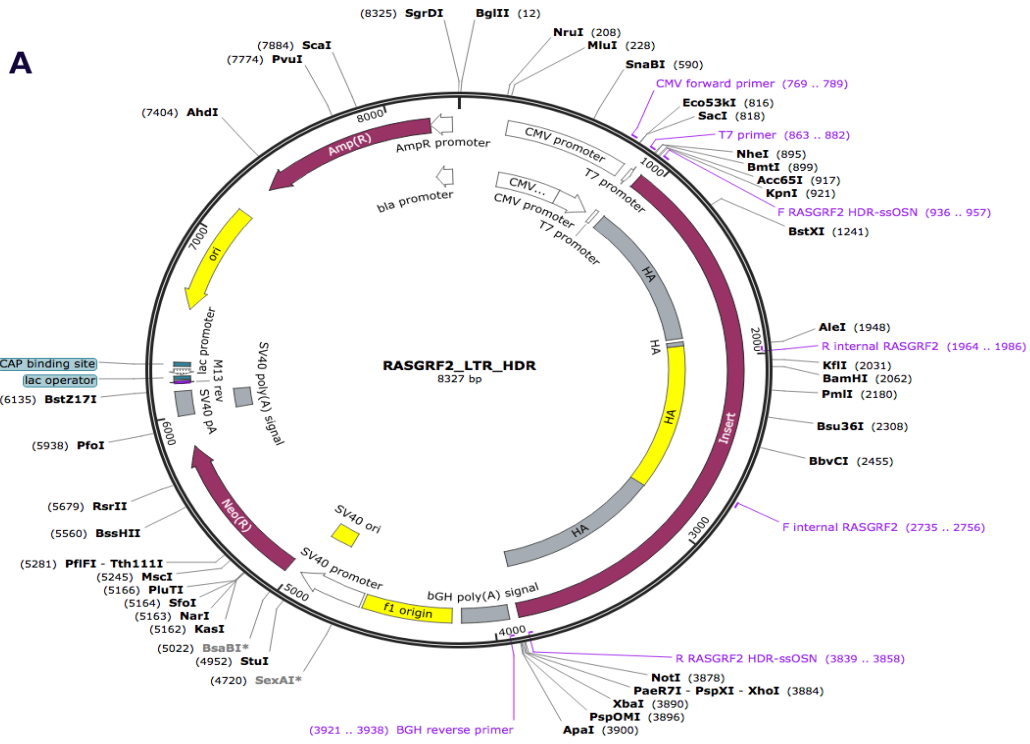 A
(8325) SgrDI
BglII (12)
(7884) ScaI
(7774) PvuI
(7404) AhdI
NruI (208)
MluI (228)
SnaBI (590)
CMV forward primer (769 .. 789)
Eco53kI (816)
SacI (818)
T7 primer (863 .. 882)
NheI (895)
BmtI (899)
Acc65I (917)
KpnI (921)
F RASGRF2 HDR-ssOSN (936 .. 957)
BstXI (1241)
AleI (1948)
R internal RASGRF2 (1964 .. 1986)
KflI (2031)
BamHI (2062)
PmlI (2180)
Bsu36I (2308)
BbvCI (2455)
F internal RASGRF2 (2735 .. 2756)
R RASGRF2 HDR-ssOSN (3839 .. 3858)
NotI (3878)
PaeR7I - PspXI - XhoI (3884)
XbaI (3890)
PspOMI (3896)
ApaI (3900)
(3921 .. 3938) BGH reverse primer
(4720) SexAI*
(4952) StuI
(5022) BsaBI*
(5162) KasI
(5163) NarI
(5164) SfoI
(5166) PluTI
(5245) MscI
(5281) PflFI - Tth111I
(5560) BssHII
(5679) RsrII
(5938) PfoI
(6135) BstZ17I
lac operator
CAP binding site
8000
1000
2000
3000
4000
5000
6000
7000
Amp(R)
AmpR promoter
bla promoter
CMV promoter
T7 promoter
CMV...
CMV promoter
T7 promoter
HA
HA
HA
HA
Insert
RASGRF2_LTR_HDR
8327 bp
ori
lac promoter
M13 rev
SV40 pA
SV40 poly(A) signal
Neo(R)
SV40 ori
SV40 promoter
f1 origin
bGH poly(A) signal